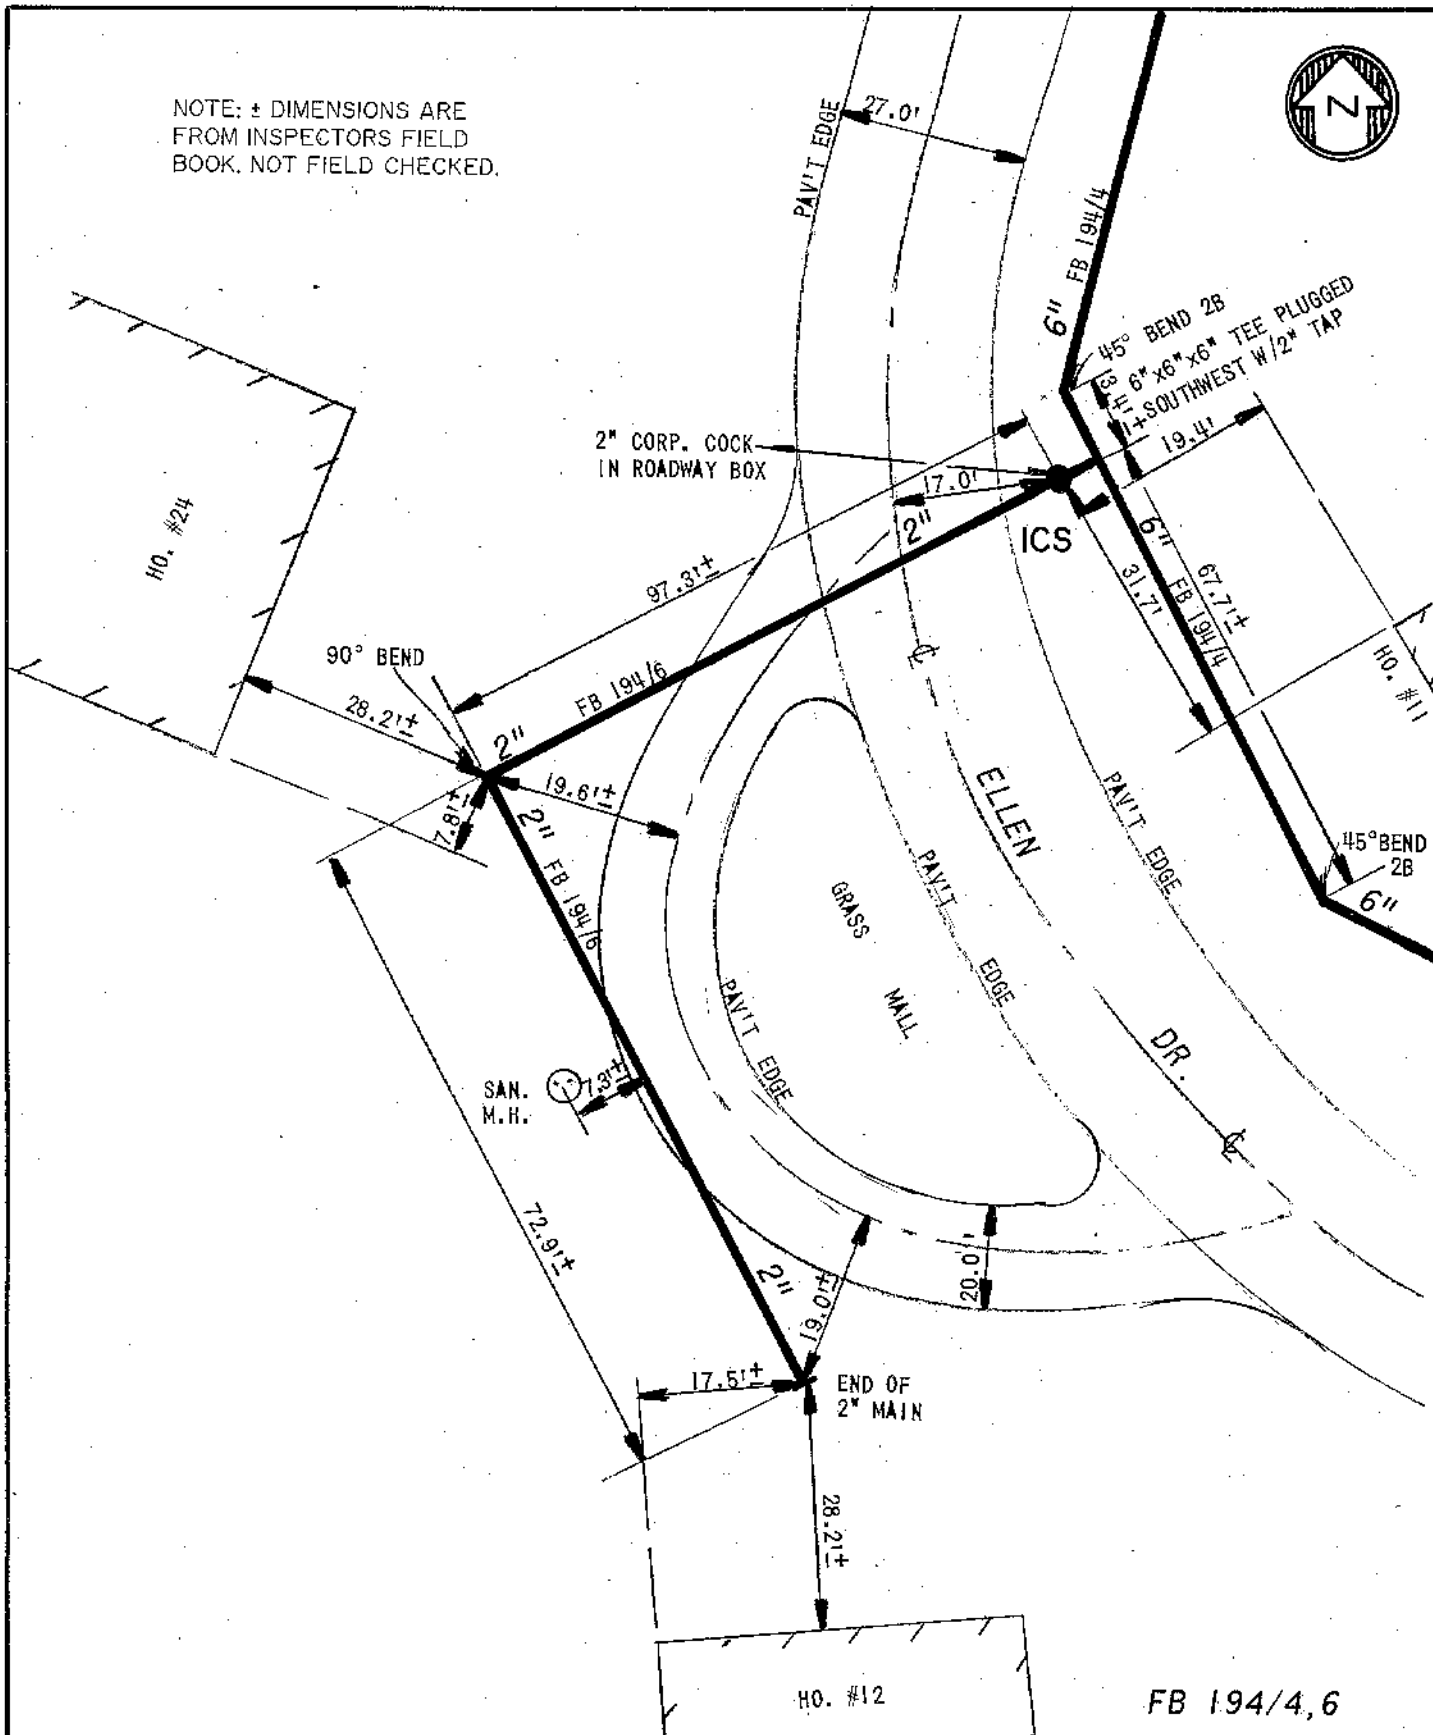 NOTE: ± DIMENSIONS ARE
FROM INSPECTORS FIELD
BOOK. NOT FIELD CHECKED.
N
PAV'T EDGE
27.0'
6"
FB 194/4
45° BEND 2B
6"x6"x6" TEE PLUGGED
SOUTHWEST W/2" TAP
3.4'±
19.4'
2" CORP. COCK
IN ROADWAY BOX
17.0'
2"
ICS
6"
67.7'±
FB 194/4
31.7'
HO. #11
HO. #24
97.3'±
FB 194/6
2"
90° BEND
28.2'±
7.8'±
19.6'±
2"
FB 194/6
℄
ELLEN
DR.
℄
PAV'T EDGE
PAV'T EDGE
GRASS
MALL
PAV'T EDGE
45° BEND
2B
6"
SAN.
M.H.
7.3'±
72.9'±
2"
19.0'±
20.0'
17.5'±
END OF
2" MAIN
28.2'±
HO. #12
FB 194/4,6